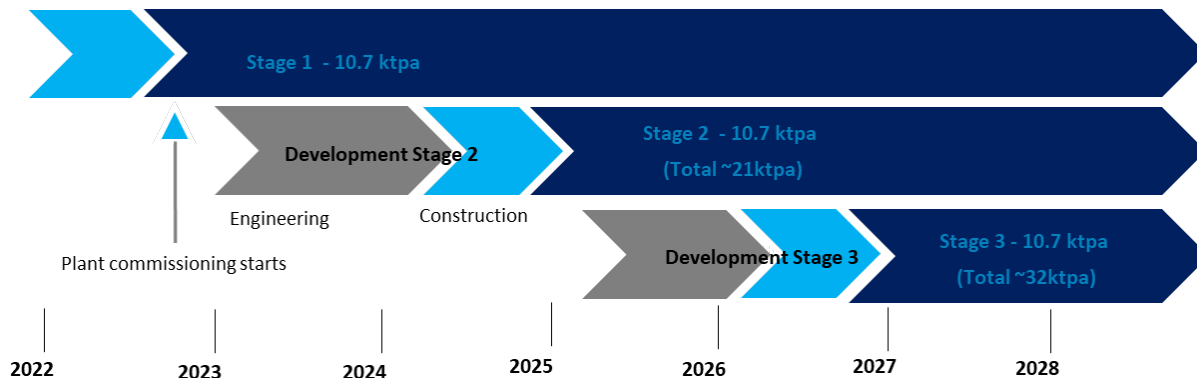 Stage 1  - 10.7 ktpa
Stage 2  - 10.7 ktpa
(Total ~21ktpa)
Development Stage 2
Engineering
Construction
Stage 3 - 10.7 ktpa
(Total ~32ktpa)
Development Stage 3
Plant commissioning starts
2022
2023
2024
2025
2026
2027
2028